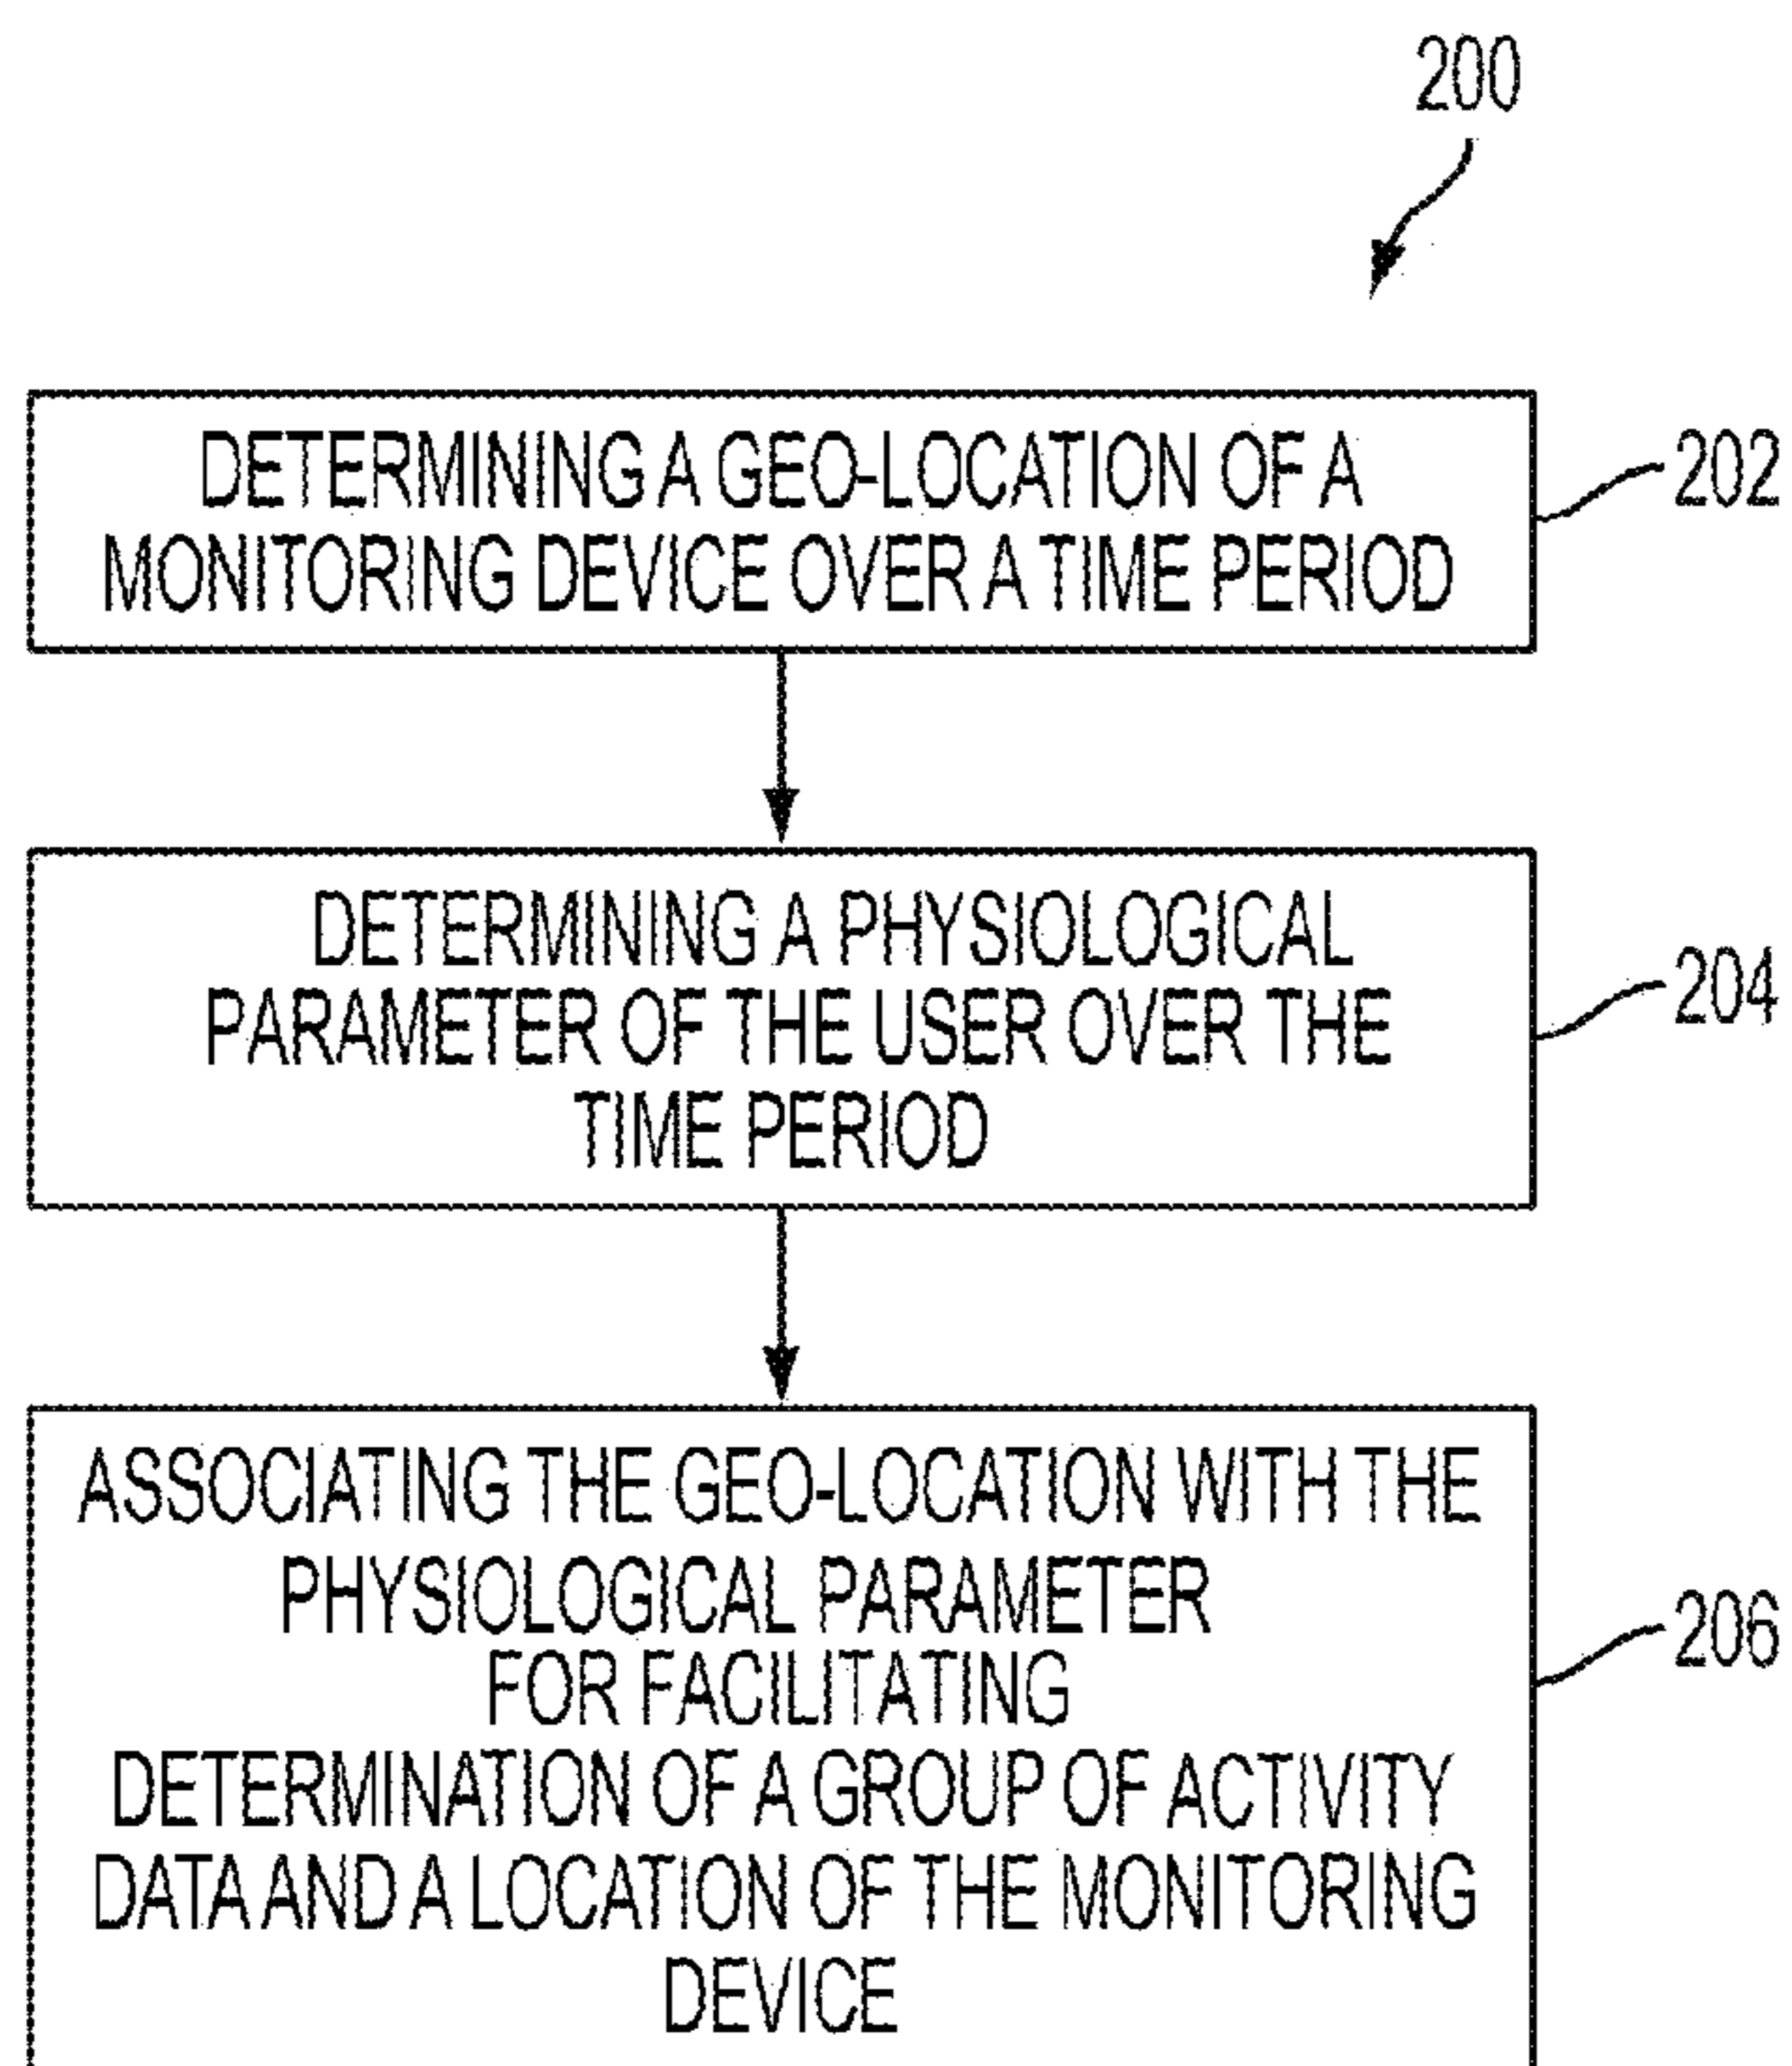 200
DETERMINING A GEO-LOCATION OF A
MONITORING DEVICE OVER A TIME PERIOD
202
DETERMINING A PHYSIOLOGICAL
PARAMETER OF THE USER OVER THE
TIME PERIOD
204
ASSOCIATING THE GEO-LOCATION WITH THE
PHYSIOLOGICAL PARAMETER
FOR FACILITATING
DETERMINATION OF A GROUP OF ACTIVITY
DATA AND A LOCATION OF THE MONITORING
DEVICE
206